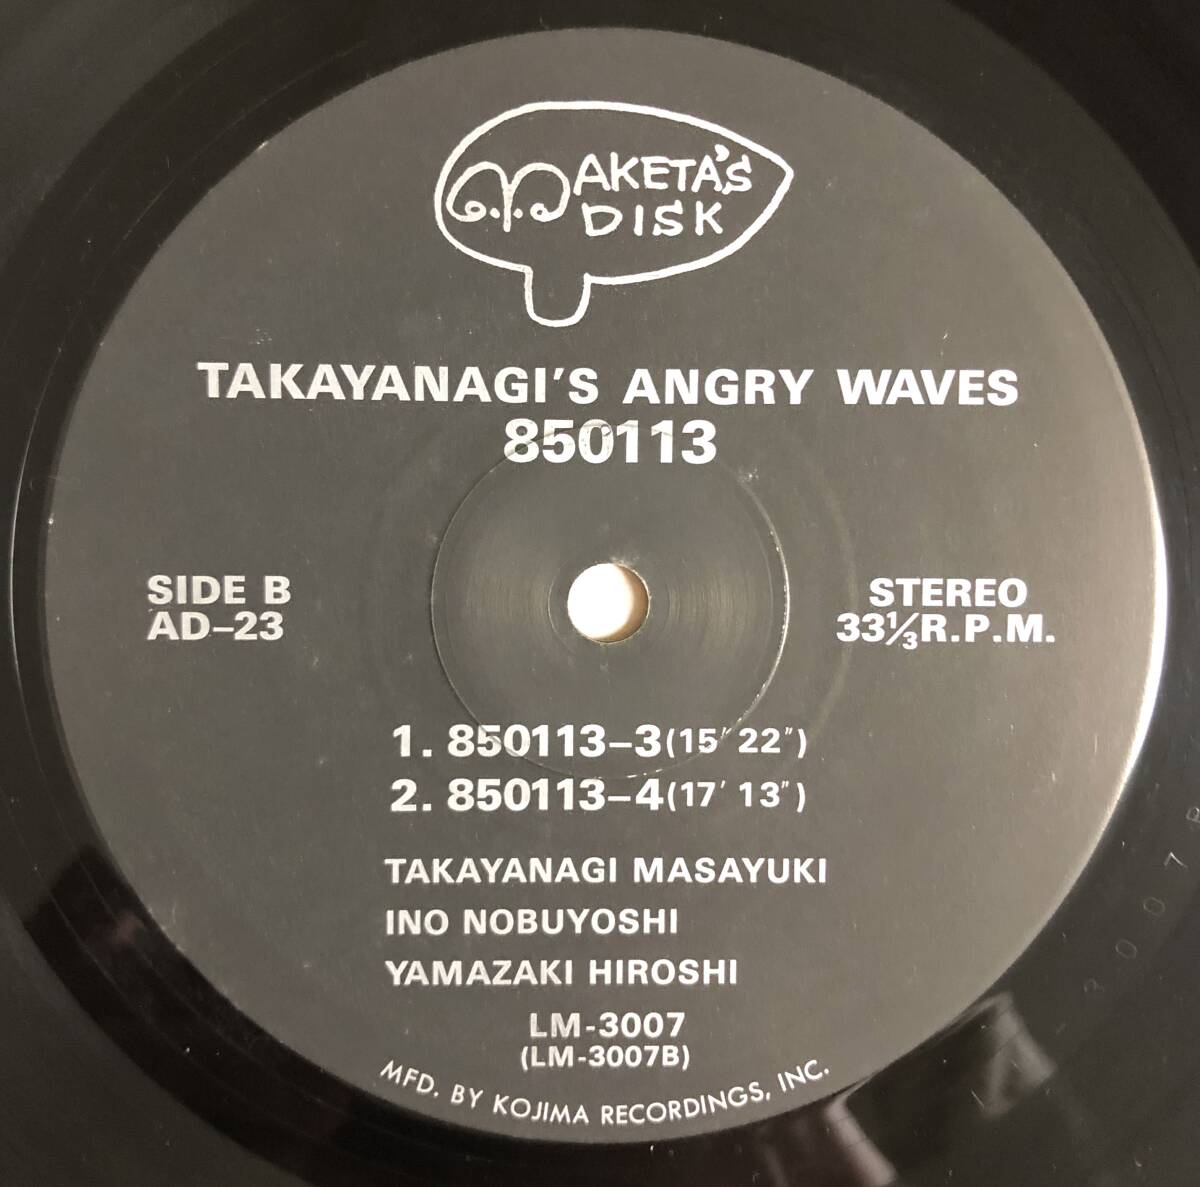 AKETA'S
DISK
TAKAYANAGI'S ANGRY WAVES
850113
SIDE B
AD–23
STEREO
33⅓R.P.M.
1. 850113–3(15″ 22″)
2. 850113–4(17′ 13″)
TAKAYANAGI MASAYUKI
INO NOBUYOSHI
YAMAZAKI HIROSHI
LM-3007
(LM-3007B)
MFD. BY KOJIMA RECORDINGS, INC.
3007B